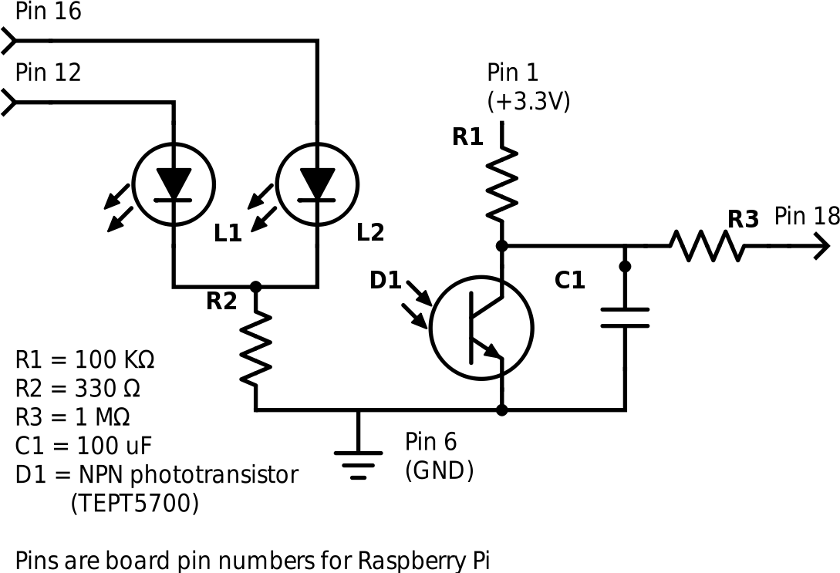 Pin 16
Pin 12
Pin 1
(+3.3V)
R1
R3
Pin 18
L1
L2
D1
C1
R2
R1 = 100 KΩ
R2 = 330 Ω
R3 = 1 MΩ
C1 = 100 uF
D1 = NPN phototransistor
(TEPT5700)
Pin 6
(GND)
Pins are board pin numbers for Raspberry Pi